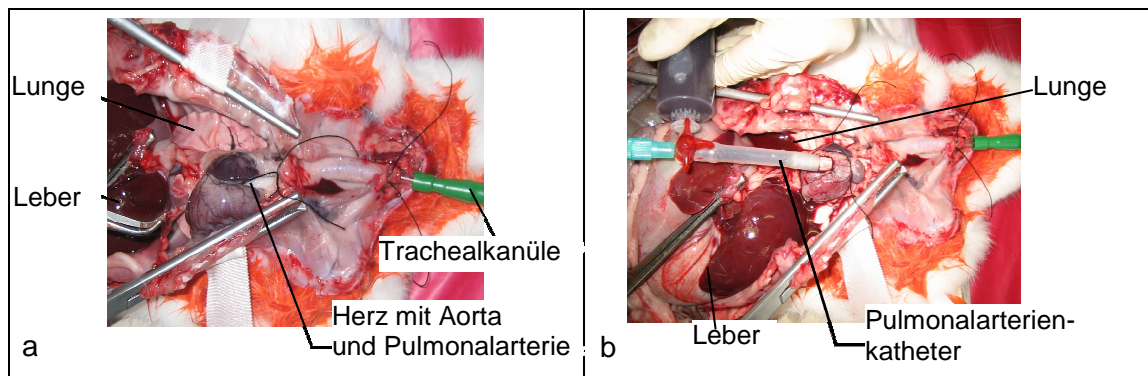 Lunge
Leber
Trachealkanüle
Herz mit Aorta
und Pulmonalarterie
a
Lunge
Leber
Pulmonalarterien-
katheter
b